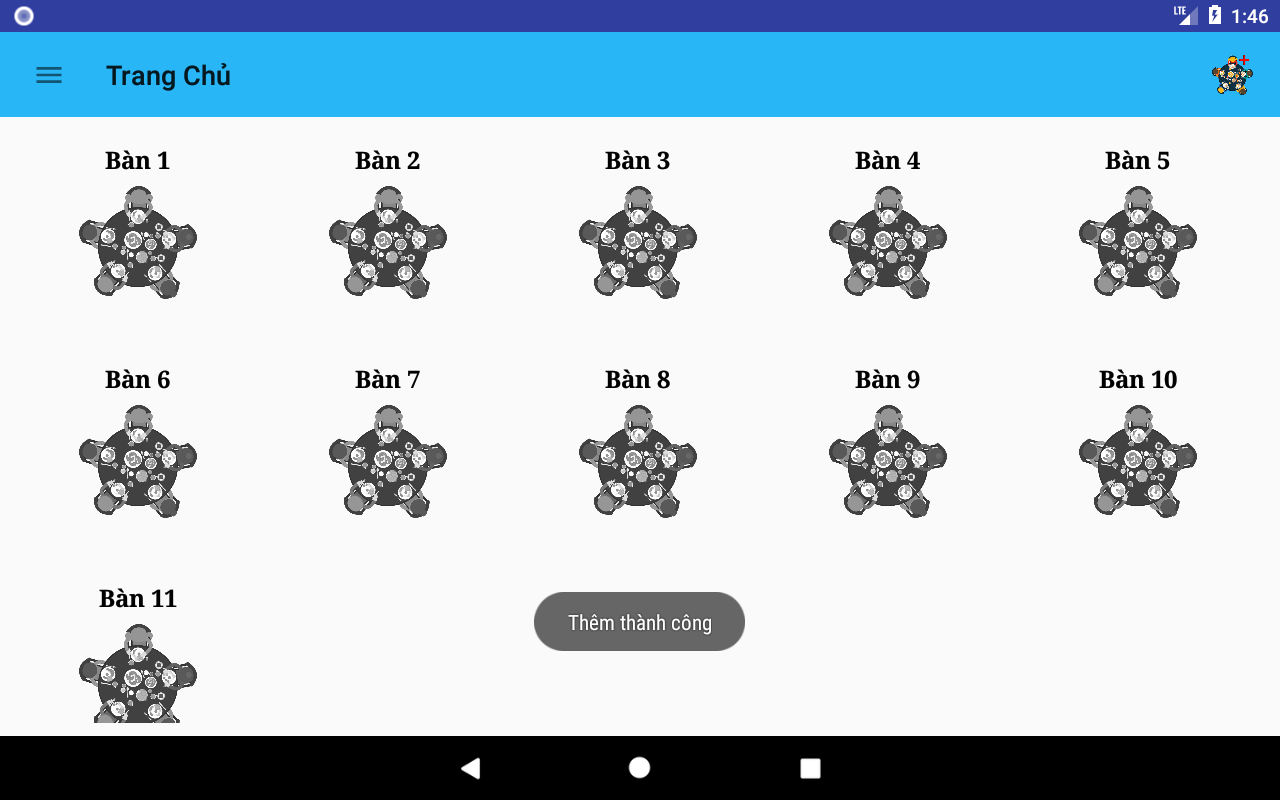 LTE 1:46
Trang Chủ
Bàn 1 Bàn 2 Bàn 3 Bàn 4 Bàn 5
Bàn 6 Bàn 7 Bàn 8 Bàn 9 Bàn 10
Bàn 11
Thêm thành công